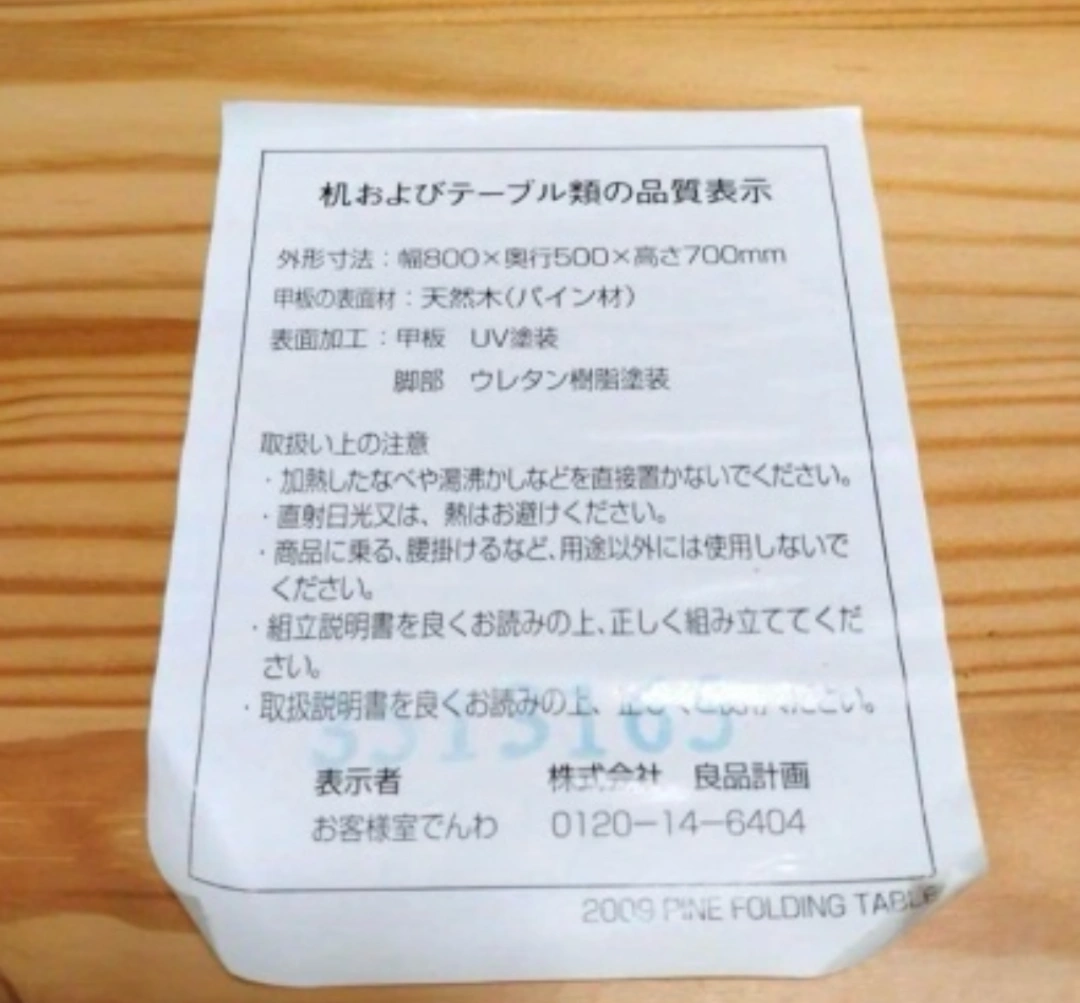 机およびテーブル類の品質表示
外形寸法：幅800×奥行500×高さ700mm
甲板の表面材：天然木(パイン材)
表面加工：甲板　UV塗装
脚部　ウレタン樹脂塗装
取扱い上の注意
・加熱したなべや湯沸かしなどを直接置かないでください。
・直射日光又は、熱はお避けください。
・商品に乗る、腰掛けるなど、用途以外には使用しないで
ください。
・組立説明書を良くお読みの上、正しく組み立ててくだ
さい。
・取扱説明書を良くお読みの上、正しく ください。
3313165
表示者　株式会社　良品計画
お客様室でんわ　0120-14-6404
2009 PINE FOLDING TABLE